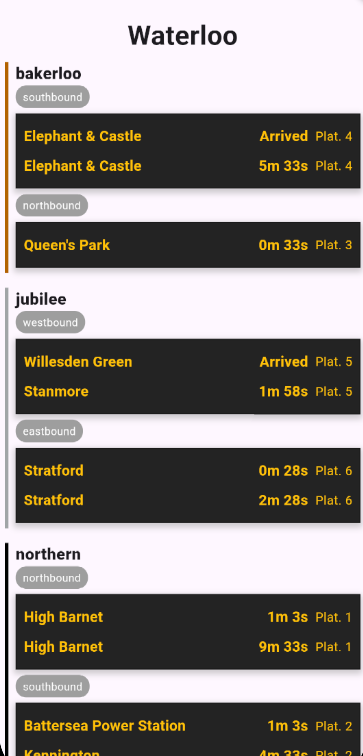 Waterloo
bakerloo
southbound
Elephant & Castle Arrived Plat. 4
Elephant & Castle 5m 33s Plat. 4
northbound
Queen's Park 0m 33s Plat. 3
jubilee
westbound
Willesden Green Arrived Plat. 5
Stanmore 1m 58s Plat. 5
eastbound
Stratford 0m 28s Plat. 6
Stratford 2m 28s Plat. 6
northern
northbound
High Barnet 1m 3s Plat. 1
High Barnet 9m 33s Plat. 1
southbound
Battersea Power Station 1m 3s Plat. 2
Kennington 4m 33s Plat. 2